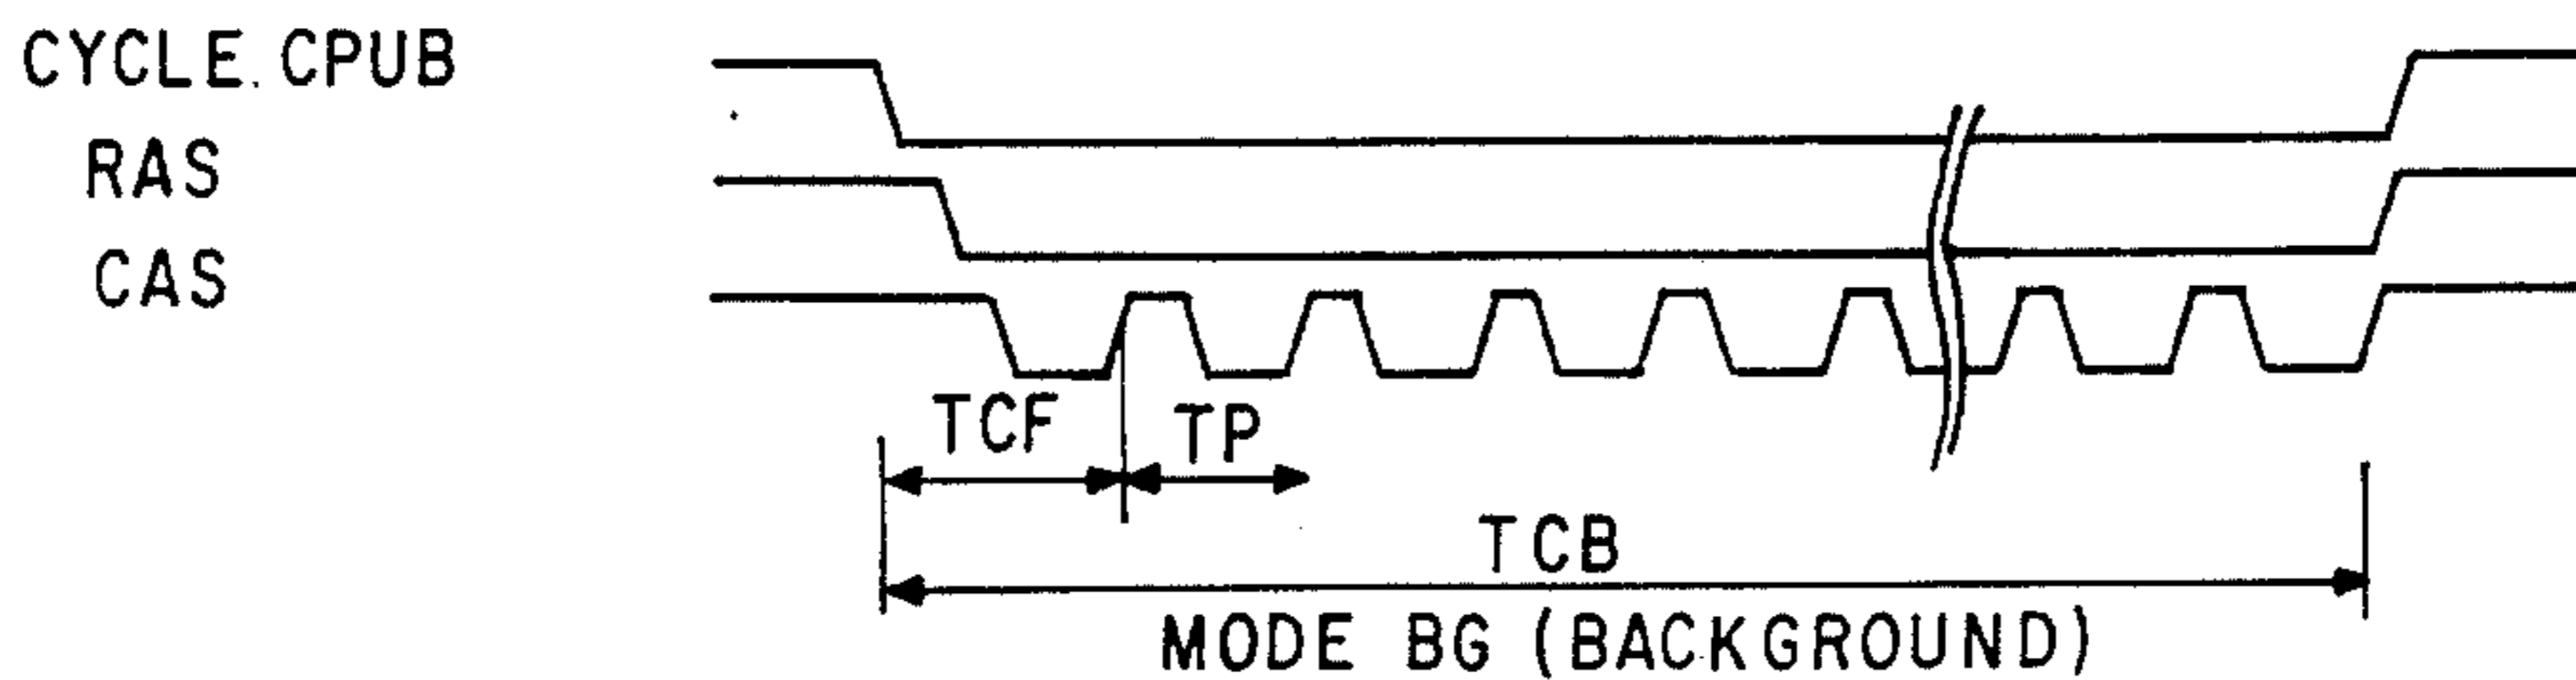 CYCLE. CPUB
RAS
CAS
TCF
TP
TCB
MODE BG (BACKGROUND)